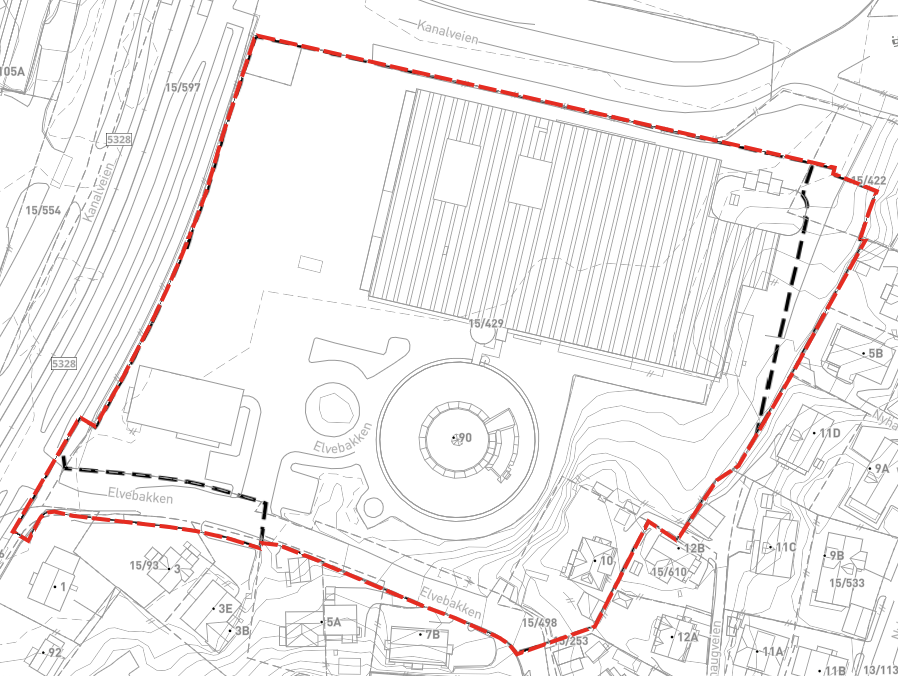 Kanalveien
105A
15/597
5328
Kanalveien
15/422
15/554
15/429
5328
5B
Elvebakken
90
11D
9A
Elvebakken
10
12B
11C
9B
15/93
3
15/610
15/533
1
3E
Elvebakken
15/498
3B
5A
7B
12A
92
11A
11B
13/113